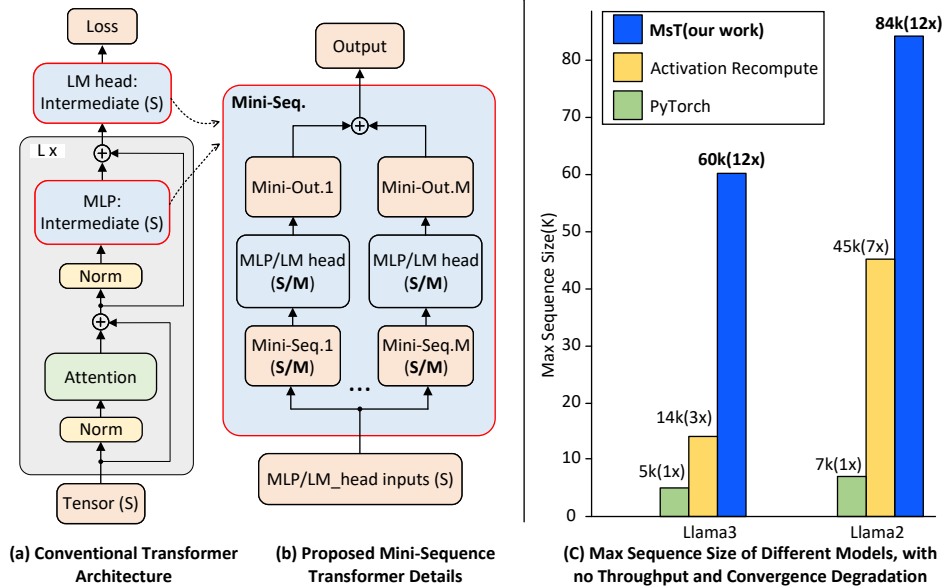 Loss
LM head:
Intermediate (S)
L x
+
MLP:
Intermediate (S)
Norm
+
Attention
Norm
Tensor (S)
(a) Conventional Transformer
Architecture
Output
Mini-Seq.
+
Mini-Out.1
Mini-Out.M
MLP/LM head
(S/M)
MLP/LM head
(S/M)
Mini-Seq.1
(S/M)
Mini-Seq.M
(S/M)
...
MLP/LM_head inputs (S)
(b) Proposed Mini-Sequence
Transformer Details
MsT(our work)
Activation Recompute
PyTorch
84k(12x)
60k(12x)
45k(7x)
14k(3x)
5k(1x)
7k(1x)
Max Sequence Size(K)
80
70
60
50
40
30
20
10
0
Llama3
Llama2
(C) Max Sequence Size of Different Models, with
no Throughput and Convergence Degradation